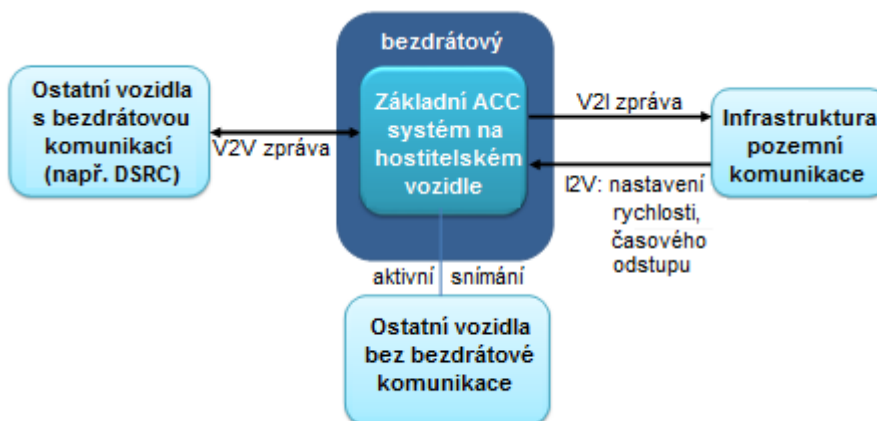 bezdrátový
Ostatní vozidla
s bezdrátovou
komunikací
(např. DSRC)
V2V zpráva
Základní ACC
systém na
hostitelském
vozidle
V2I zpráva
I2V: nastavení
rychlosti,
časového
odstupu
Infrastruktura
pozemní
komunikace
aktivní snímání
Ostatní vozidla
bez bezdrátové
komunikace